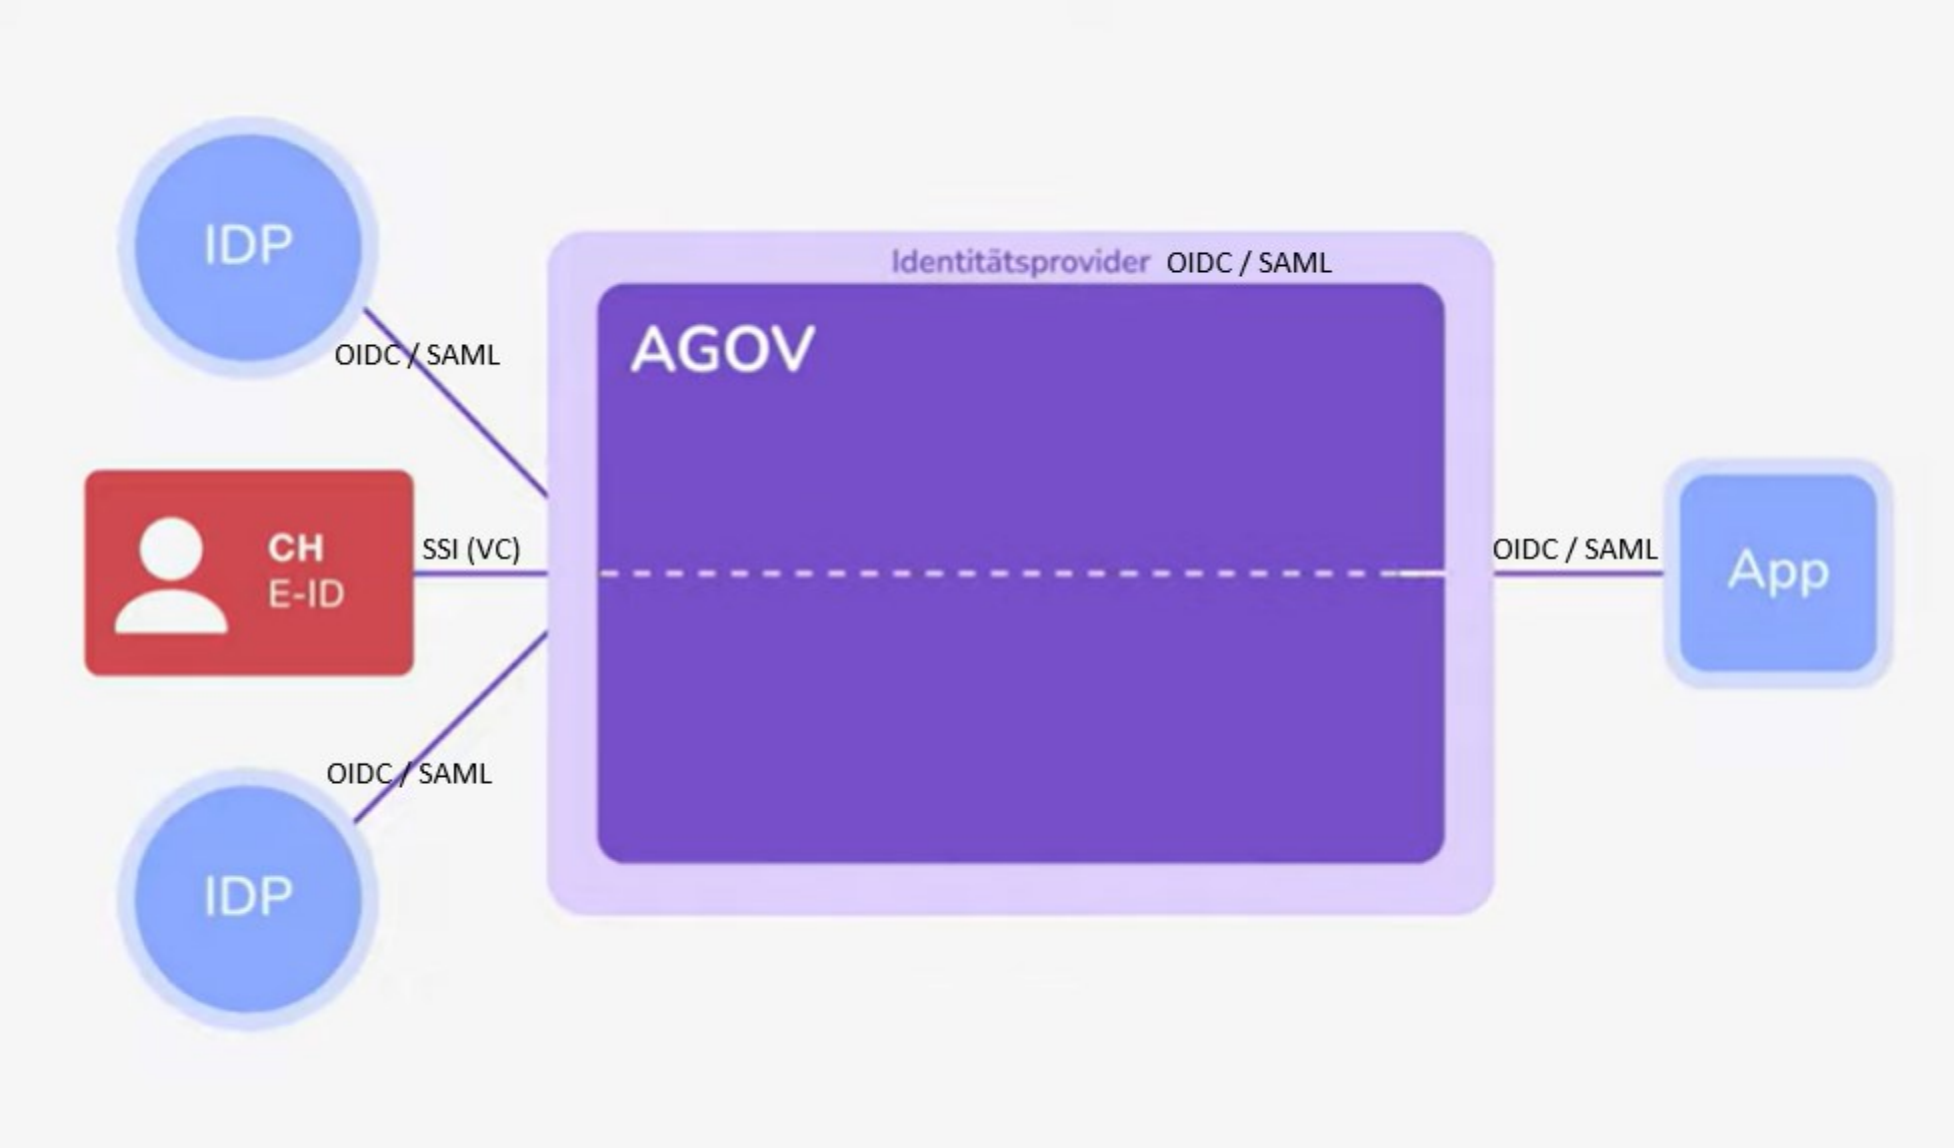 IDP
Identitätsprovider OIDC / SAML
AGOV
OIDC / SAML
CH
E-ID
SSI (VC)
OIDC / SAML
App
OIDC / SAML
IDP